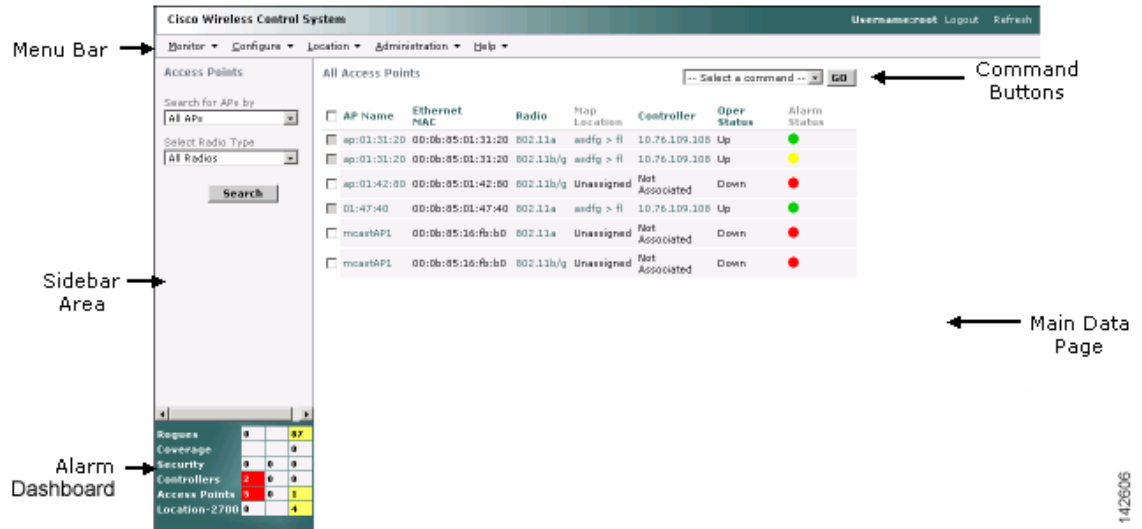 Cisco Wireless Control System
Username:root Logout Refresh
Menu Bar
Monitor Configure Location Administration Help
Access Points
All Access Points
-- Select a command -- GO
Command Buttons
Search for APs by
All APs
Select Radio Type
All Radios
Search
AP Name Ethernet MAC Radio Map Location Controller Oper Status Alarm Status
ap:01:31:20 00:0b:85:01:31:20 802.11a asdfg > fl 10.76.109.108 Up
ap:01:31:20 00:0b:85:01:31:20 802.11b/g asdfg > fl 10.76.109.108 Up
ap:01:42:80 00:0b:85:01:42:80 802.11b/g Unassigned Not Associated Down
01:47:40 00:0b:85:01:47:40 802.11a asdfg > fl 10.76.109.108 Up
mcastAP1 00:0b:85:16:fb:b0 802.11a Unassigned Not Associated Down
mcastAP1 00:0b:85:16:fb:b0 802.11b/g Unassigned Not Associated Down
Sidebar Area
Main Data Page
Alarm Dashboard
Rogues 0 87
Coverage 0
Security 0 0 0
Controllers 2 0 0
Access Points 5 0 1
Location-2700 0 4
142606